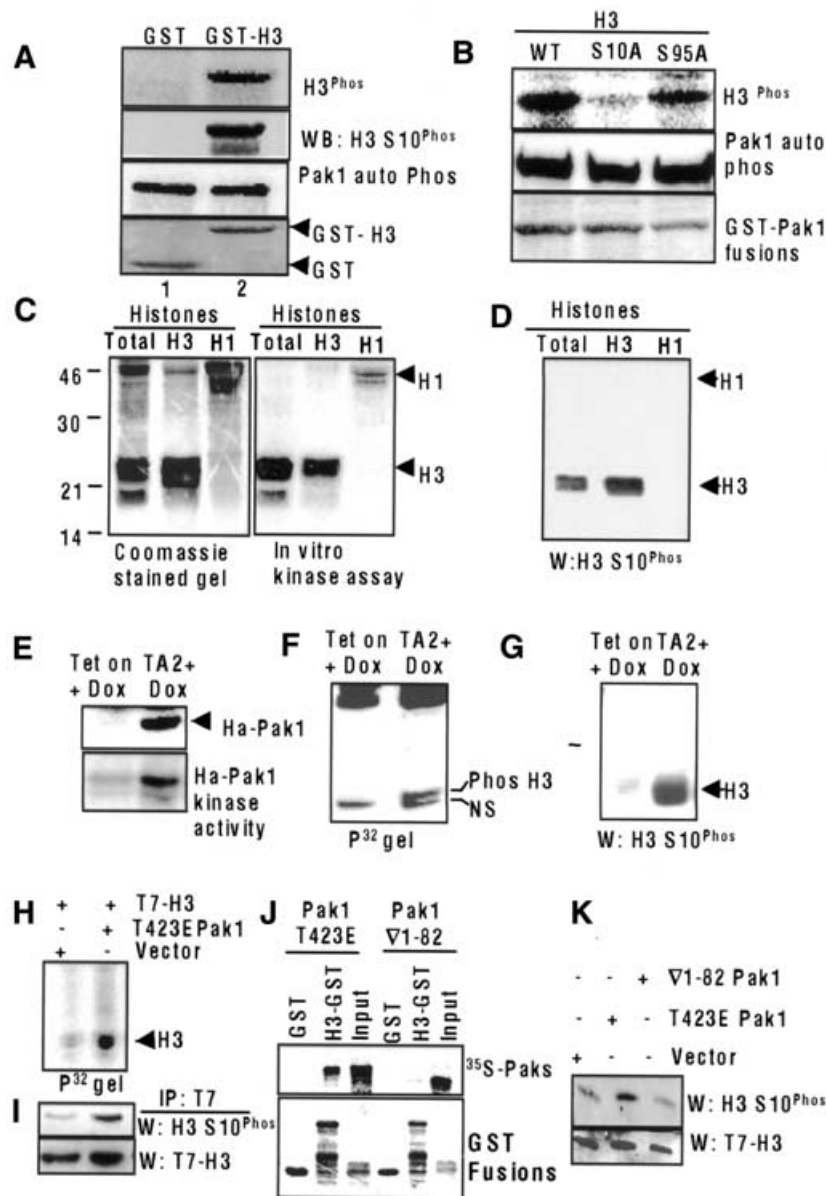 A
GST GST-H3
H3Phos
WB: H3 S10Phos
Pak1 auto Phos
GST-H3
GST
1 2
B
H3
WT S10A S95A
H3 Phos
Pak1 auto
phos
GST-Pak1
fusions
C
Histones Histones
Total H3 H1 Total H3 H1
46
30
21
14
H1
H3
Coomassie
stained gel
In vitro
kinase assay
D
Histones
Total H3 H1
H1
H3
W:H3 S10Phos
E
Tet on TA2+
+ Dox Dox
Ha-Pak1
Ha-Pak1
kinase
activity
F
Tet on TA2+
+ Dox Dox
Phos H3
NS
P32 gel
G
Tet on TA2+
+ Dox Dox
H3
W: H3 S10Phos
H
+ + T7-H3
- + T423E Pak1
+ - Vector
H3
P32 gel
I
IP: T7
W: H3 S10Phos
W: T7-H3
J
Pak1 Pak1
T423E ∇1-82
GST H3-GST Input GST H3-GST Input
35S-Paks
GST
Fusions
K
- - + ∇1-82 Pak1
- + - T423E Pak1
+ - - Vector
W: H3 S10Phos
W: T7-H3